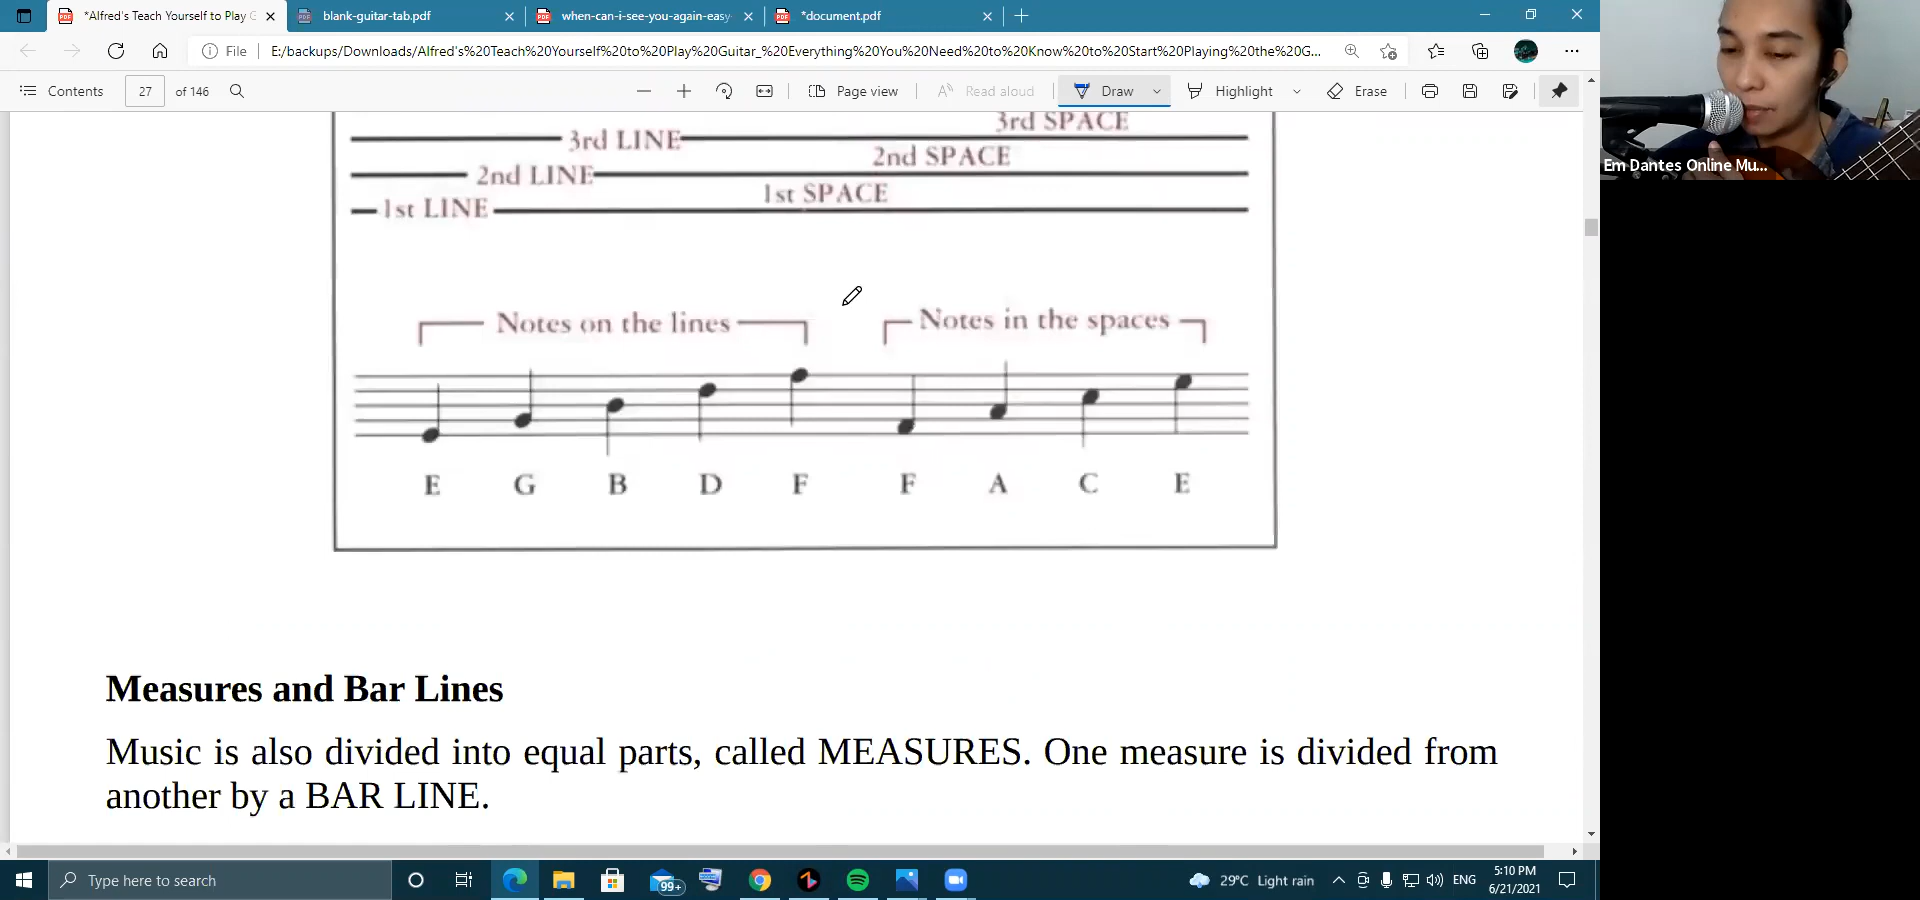 *Alfred's Teach Yourself to Play G
blank-guitar-tab.pdf
when-can-i-see-you-again-easy-
*document.pdf
File
E:/backups/Downloads/Alfred's%20Teach%20Yourself%20to%20Play%20Guitar_%20Everything%20You%20Need%20to%20Know%20to%20Start%20Playing%20the%20G...
Contents
27
of 146
Page view
Read aloud
Draw
Highlight
Erase
Em Dantes Online Mu...
3rd SPACE
3rd LINE
2nd SPACE
2nd LINE
1st SPACE
1st LINE
Notes on the lines
Notes in the spaces
E G B D F F A C E
Measures and Bar Lines
Music is also divided into equal parts, called MEASURES. One measure is divided from
another by a BAR LINE.
Type here to search
99+
29°C Light rain
ENG
5:10 PM
6/21/2021